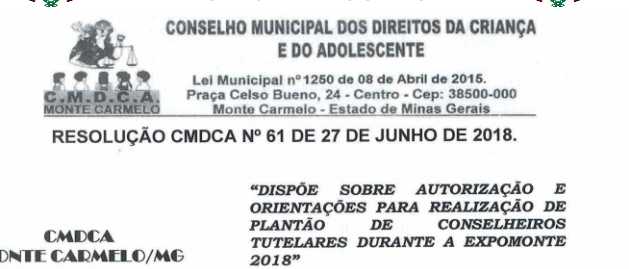 CONSELHO MUNICIPAL DOS DIREITOS DA CRIANÇA
E DO ADOLESCENTE
Lei Municipal nº 1250 de 08 de Abril de 2015.
Praça Celso Bueno, 24 - Centro - Cep: 38500-000
Monte Carmelo - Estado de Minas Gerais
C.M.D.C.A.
MONTE CARMELO
RESOLUÇÃO CMDCA Nº 61 DE 27 DE JUNHO DE 2018.
"DISPÕE SOBRE AUTORIZAÇÃO E
ORIENTAÇÕES PARA REALIZAÇÃO DE
PLANTÃO DE CONSELHEIROS
TUTELARES DURANTE A EXPOMONTE
2018"
CMDCA
ONTE CARMELO/MG